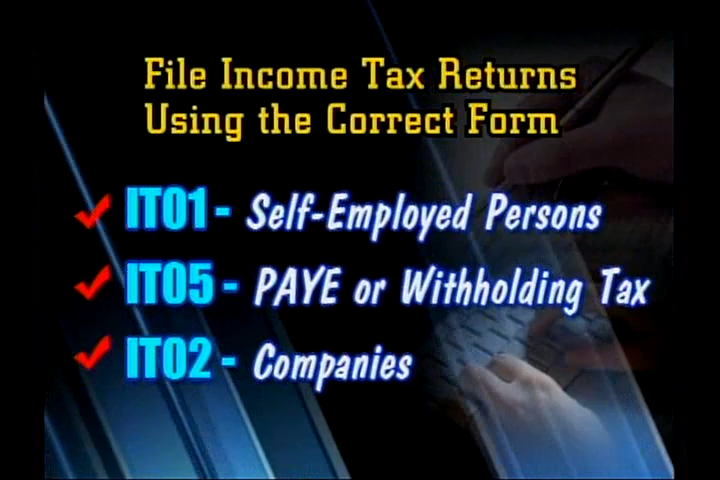 File Income Tax Returns
Using the Correct Form
IT01 - Self-Employed Persons
IT05 - PAYE or Withholding Tax
IT02 - Companies